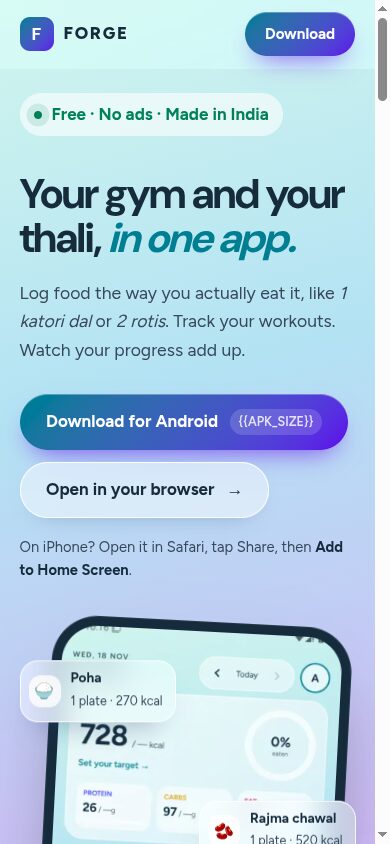 F FORGE Download
Free · No ads · Made in India
Your gym and your
thali, in one app.
Log food the way you actually eat it, like 1
katori dal or 2 rotis. Track your workouts.
Watch your progress add up.
Download for Android {{APK_SIZE}}
Open in your browser →
On iPhone? Open it in Safari, tap Share, then Add
to Home Screen.
WED, 18 NOV
Today
A
Poha
1 plate · 270 kcal
728 / —kcal
0%
eaten
Set your target →
PROTEIN
26 / —g
CARBS
97 / —g
Rajma chawal
1 plate · 520 kcal